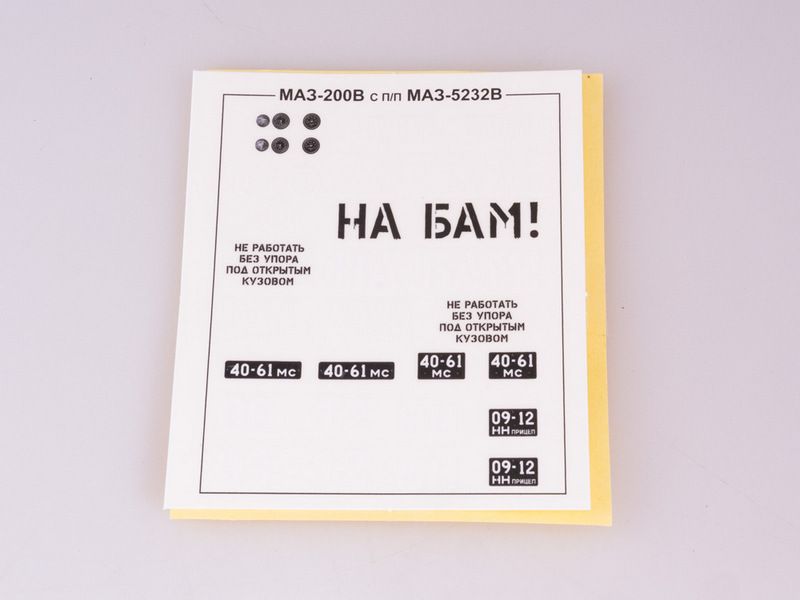 МАЗ-200В с п/п МАЗ-5232В
НА БАМ!
НЕ РАБОТАТЬ
БЕЗ УПОРА
ПОД ОТКРЫТЫМ
КУЗОВОМ
НЕ РАБОТАТЬ
БЕЗ УПОРА
ПОД ОТКРЫТЫМ
КУЗОВОМ
40-61 МС
40-61 МС
40-61
МС
40-61
МС
09-12
НН ПРИЦЕП
09-12
НН ПРИЦЕП